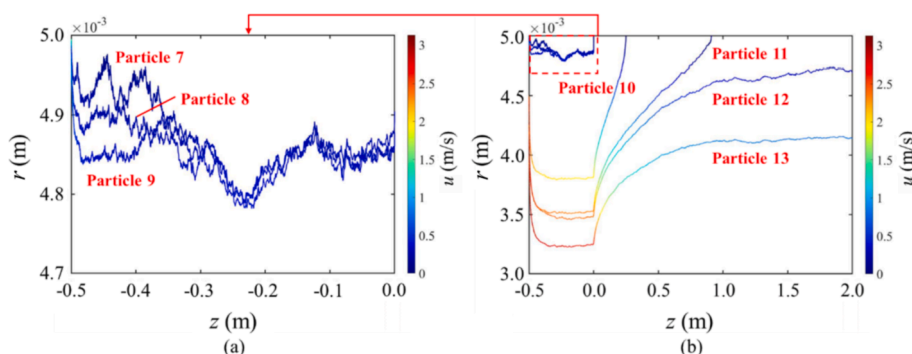 ×10⁻³
5.0
4.9
4.8
4.7
r (m)
-0.5
-0.4
-0.3
-0.2
-0.1
0.0
z (m)
(a)
Particle 7
Particle 8
Particle 9
3
2.5
2
1.5
1
0.5
0
u (m/s)
×10⁻³
5.0
4.5
4.0
3.5
3.0
r (m)
-0.5
0.0
0.5
1.0
1.5
2.0
z (m)
(b)
Particle 10
Particle 11
Particle 12
Particle 13
3
2.5
2
1.5
1
0.5
0
u (m/s)